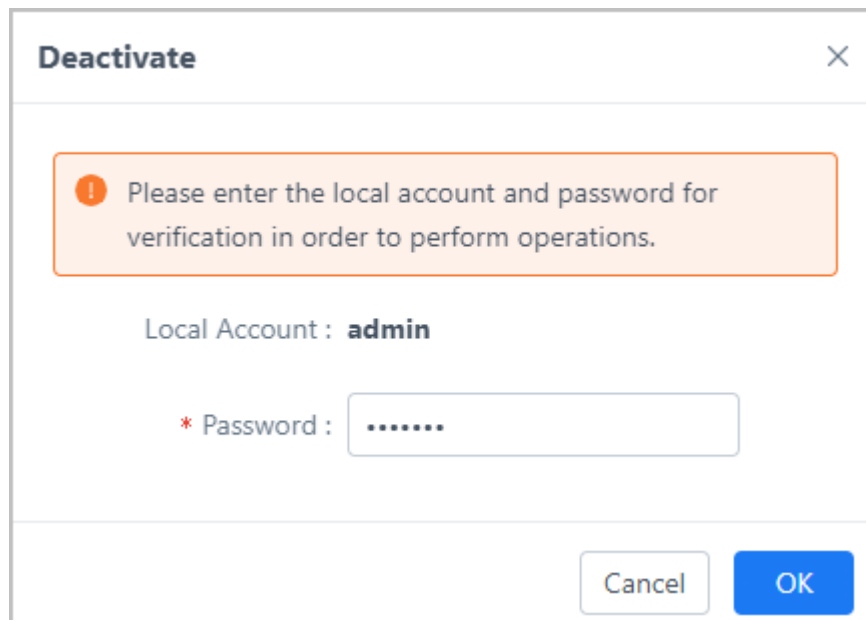 Deactivate
Please enter the local account and password for
verification in order to perform operations.
Local Account : admin
* Password : •••••••
Cancel OK